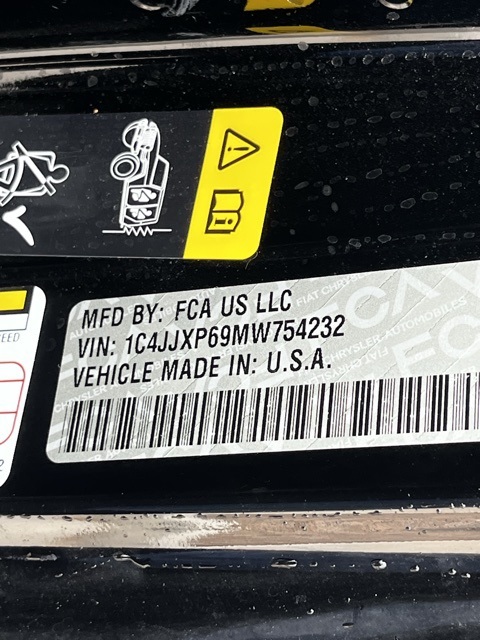 MFD BY: FCA US LLC
VIN: 1C4JJXP69MW754232
VEHICLE MADE IN: U.S.A.